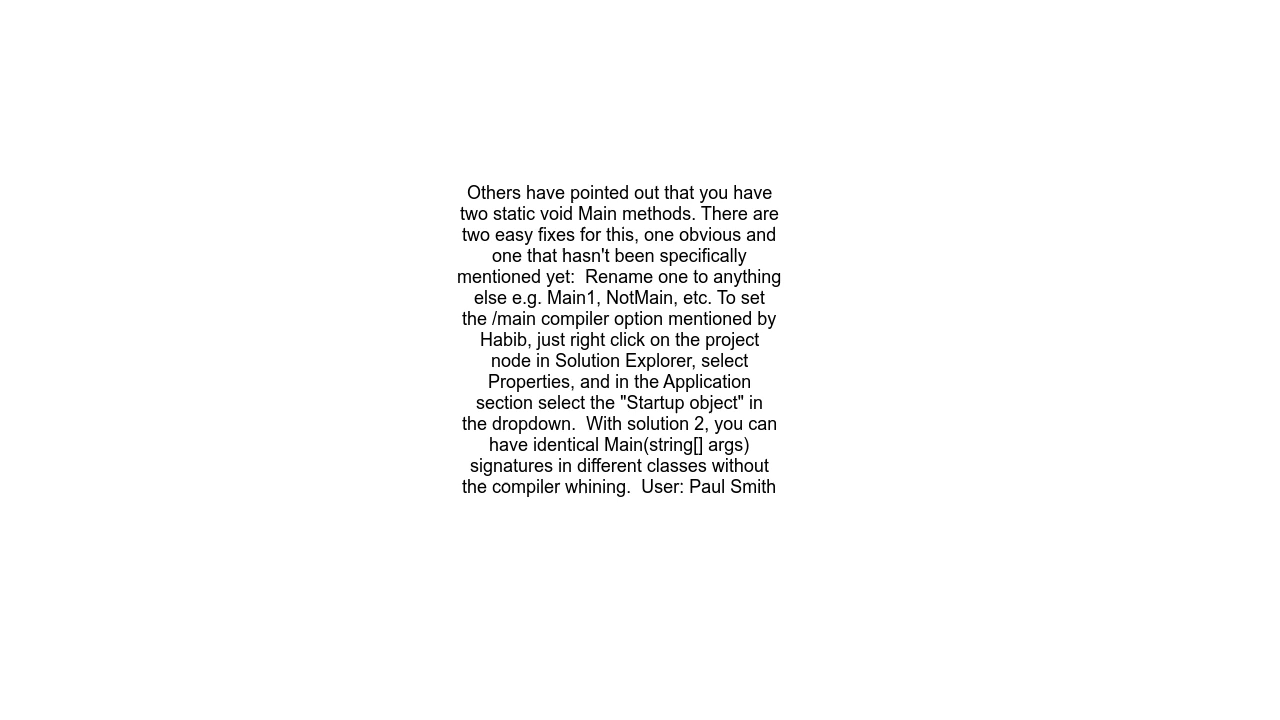 Others have pointed out that you have
two static void Main methods. There are
two easy fixes for this, one obvious and
one that hasn't been specifically
mentioned yet:  Rename one to anything
else e.g. Main1, NotMain, etc. To set
the /main compiler option mentioned by
Habib, just right click on the project
node in Solution Explorer, select
Properties, and in the Application
section select the "Startup object" in
the dropdown.  With solution 2, you can
have identical Main(string[] args)
signatures in different classes without
the compiler whining.  User: Paul Smith